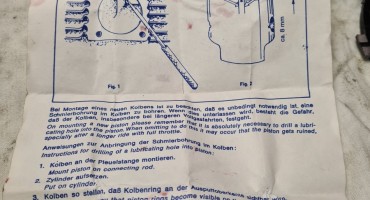 Fig. 1
Fig. 2
ca. 8 mm
Bei Montage eines neuen Kolbens ist zu beachten, daß es unbedingt notwendig ist, eine
Schmierbohrung im Kolben zu bohren. Wenn dies unterlassen wird, besteht die Gefahr,
daß der Kolben, insbesondere bei längeren Vollgasfahrten, festgeht.
On mounting a new piston please remember that it is absolutely necessary to drill a lubri-
cating hole into the piston. When omitting to do this it may occur that the piston gets ruined,
specially after a longer ride with full throttle.
Anweisungen zur Anbringung der Schmierbohrung im Kolben:
Instructions for drilling of a lubricating hole into piston:
1. Kolben an der Pleuelstange montieren.
Mount piston on connecting rod.
2. Zylinder aufsetzen.
Put on cylinder.
3. Kolben so stellen, daß Kolbenring an der
that piston rings become visible